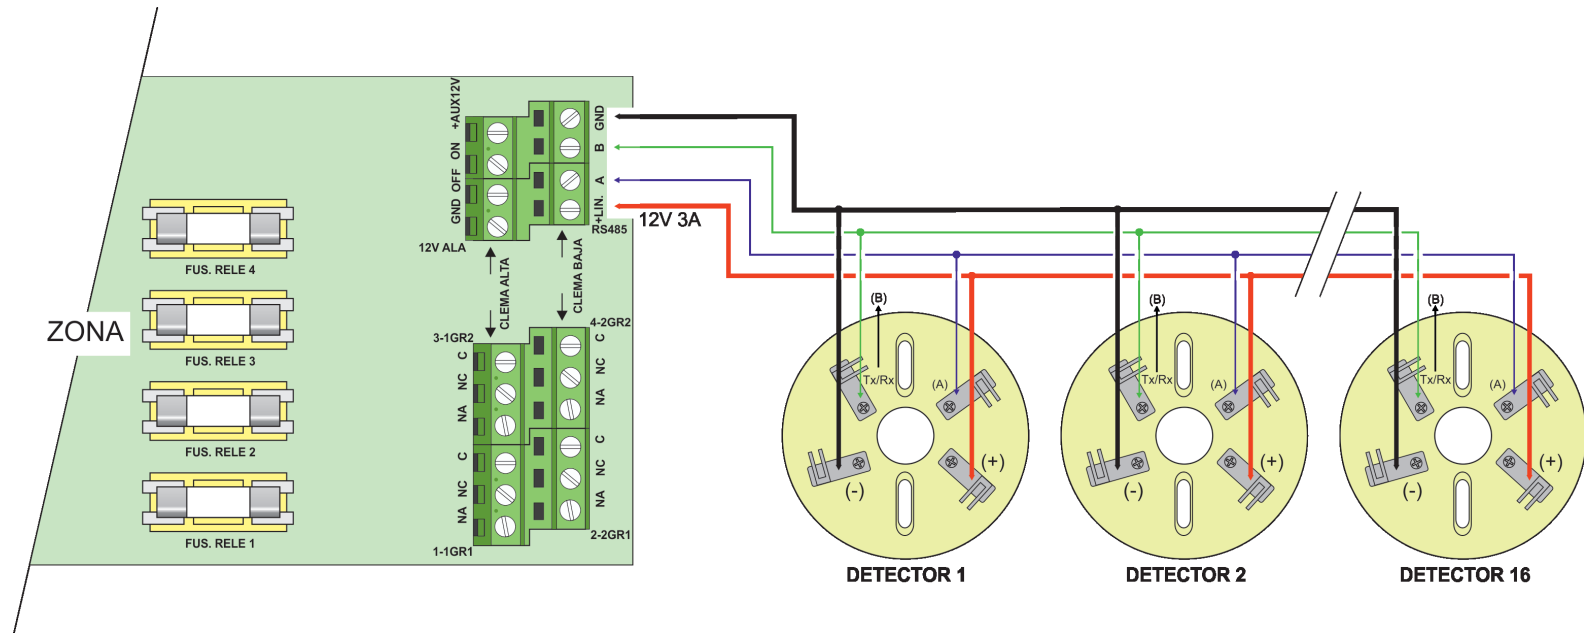 ZONA
FUS. RELE 4
FUS. RELE 3
FUS. RELE 2
FUS. RELE 1
+AUX12V
ON
OFF
GND
12V ALA
GND
B
A
+LIN.
RS485
12V 3A
CLEMA ALTA
CLEMA BAJA
3-1GR2
4-2GR2
C
NC
NA
C
NC
NA
C
NC
NA
C
NC
NA
1-1GR1
2-2GR1
(B)
Tx/Rx
(A)
(-)
(+)
DETECTOR 1
(B)
Tx/Rx
(A)
(-)
(+)
DETECTOR 2
(B)
Tx/Rx
(A)
(-)
(+)
DETECTOR 16